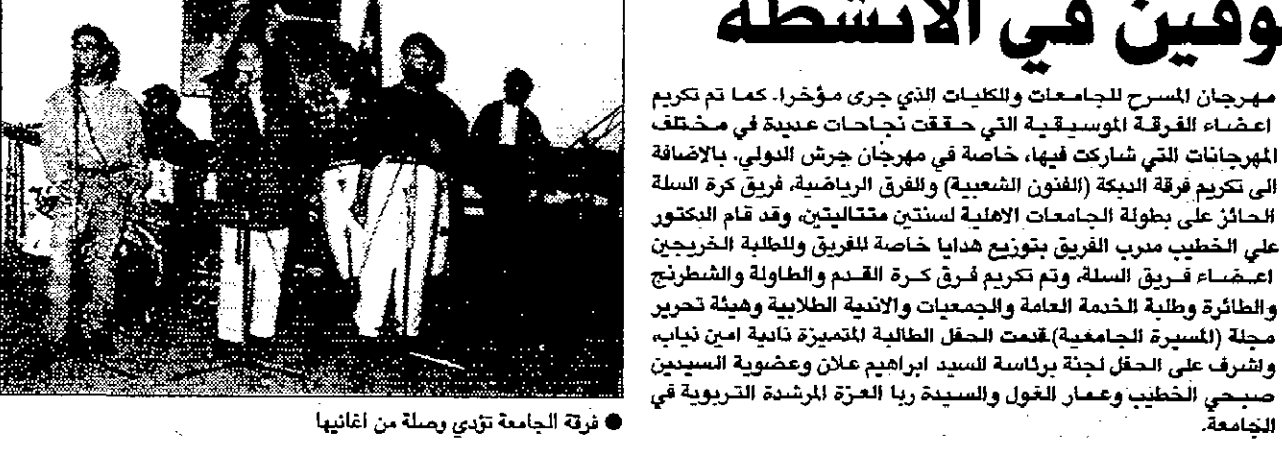 وفين في الانشطة
مهرجان المسرح للجامعات والكليات الذي جرى مؤخرا. كما تم تكريم
اعضاء الفرقة الموسيقية التي حققت نجاحات عديدة في مختلف
المهرجانات التي شاركت فيها، خاصة في مهرجان جرش الدولي. بالاضافة
الى تكريم فرقة الدبكة (الفنون الشعبية) والفرق الرياضية، فريق كرة السلة
الحائز على بطولة الجامعات الاهلية لسنتين متتاليتين، وقد قام الدكتور
علي الخطيب مدرب الفريق بتوزيع هدايا خاصة للفريق وللطلبة الخريجين
اعضاء فريق السلة، وتم تكريم فرق كرة القدم والطاولة والشطرنج
والطائرة وطلبة الخدمة العامة والجمعيات والاندية الطلابية وهيئة تحرير
مجلة (المسيرة الجامعية) قدمت الحفل الطالبة المتميزة نادية امين نياب،
واشرف على الحفل لجنة برئاسة السيد ابراهيم علان وعضوية السيدين
صبحي الخطيب وعمار الغول والسيدة ربا العزة المرشدة التربوية في
الجامعة.
● فرقة الجامعة تؤدي وصلة من اغانيها